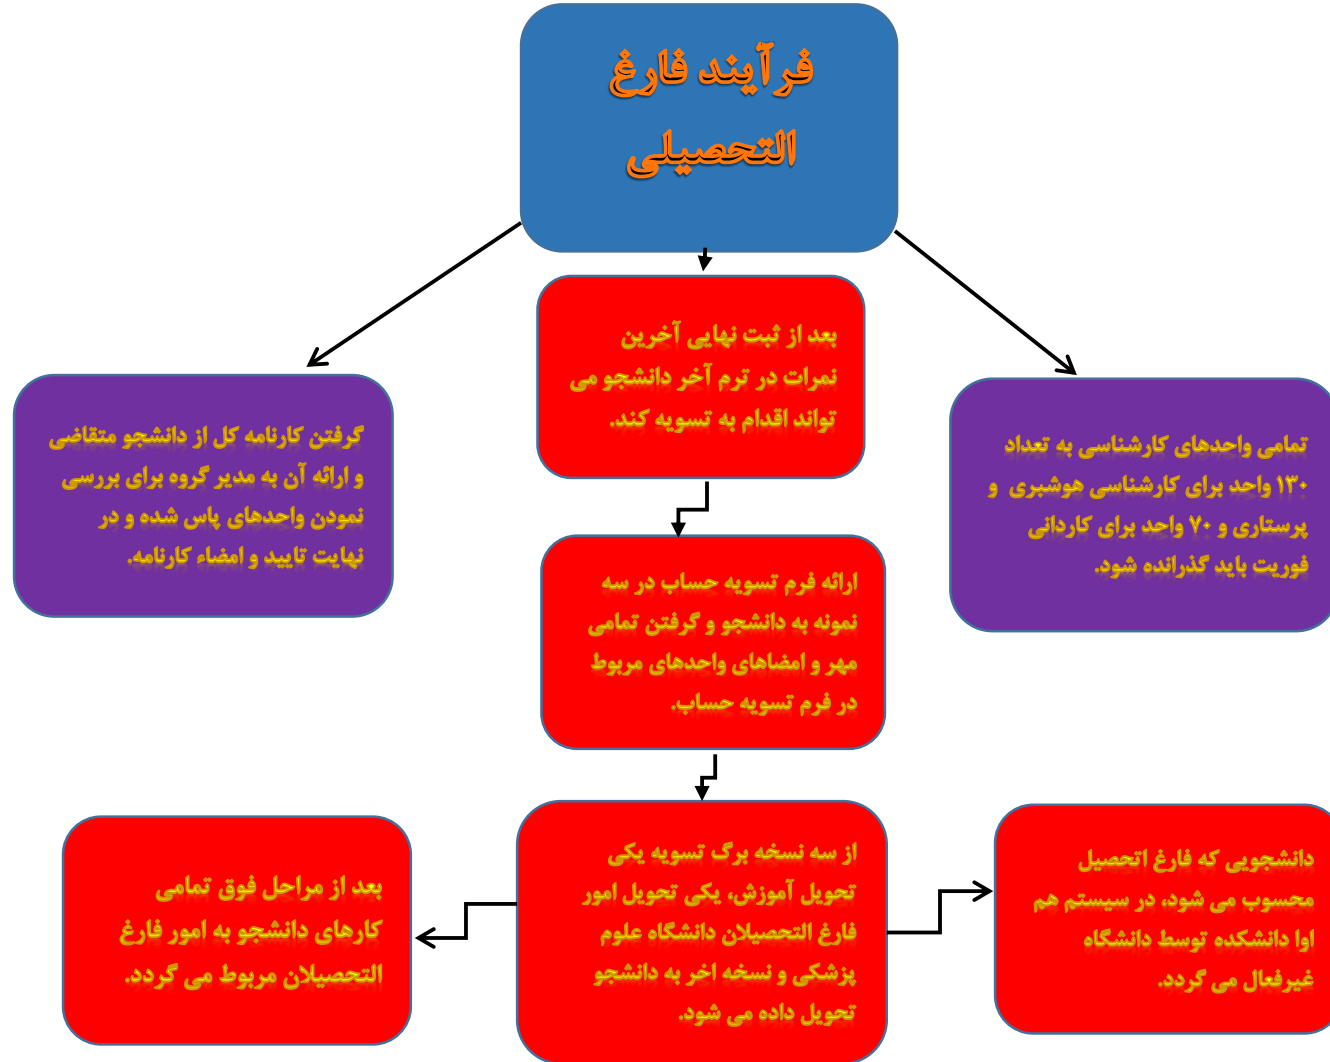 فرآیند فارغ
التحصیلی
بعد از ثبت نهایی آخرین
نمرات در ترم آخر دانشجو می
تواند اقدام به تسویه کند.
تمامی واحدهای کارشناسی به تعداد
۱۳۰ واحد برای کارشناسی هوشبری و
پرستاری و ۷۰ واحد برای کاردانی
فوریت باید گذرانده شود.
گرفتن کارنامه کل از دانشجو متقاضی
و ارائه آن به مدیر گروه برای بررسی
نمودن واحدهای پاس شده و در
نهایت تایید و امضاء کارنامه.
ارائه فرم تسویه حساب در سه
نمونه به دانشجو و گرفتن تمامی
مهر و امضاهای واحدهای مربوط
در فرم تسویه حساب.
از سه نسخه برگ تسویه یکی
تحویل آموزش، یکی تحویل امور
فارغ التحصیلان دانشگاه علوم
پزشکی و نسخه اخر به دانشجو
تحویل داده می شود.
دانشجویی که فارغ اتحصیل
محسوب می شود، در سیستم هم
اوا دانشکده توسط دانشگاه
غیرفعال می گردد.
بعد از مراحل فوق تمامی
کارهای دانشجو به امور فارغ
التحصیلان مربوط می گردد.